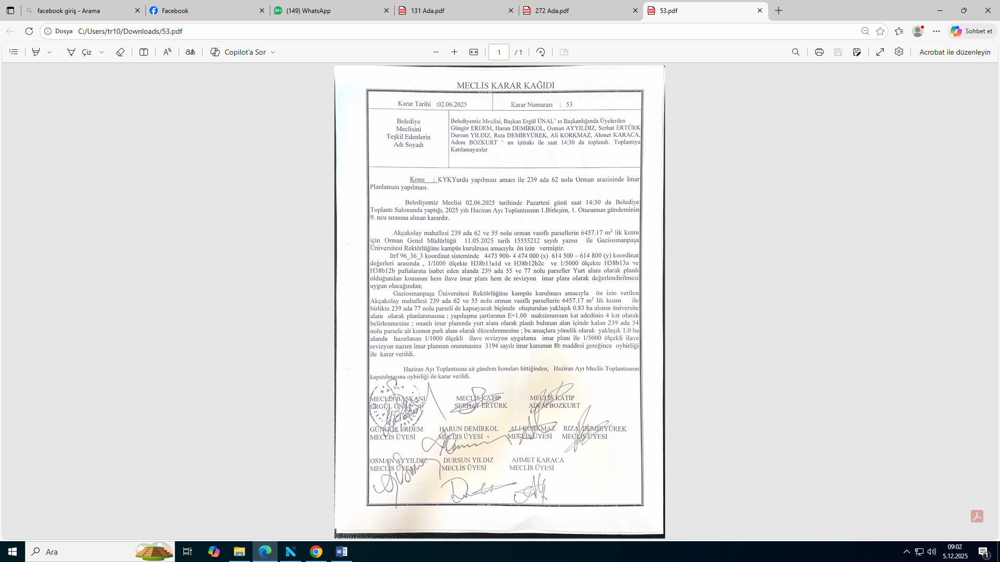 facebook giriş - Arama
Facebook
99+
(149) WhatsApp
131 Ada.pdf
272 Ada.pdf
53.pdf
Dosya C:/Users/tr10/Downloads/53.pdf
Sohbet et
Çiz
Copilot'a Sor
1 / 1
Acrobat ile düzenleyin
MECLİS KARAR KAĞIDI
Karar Tarihi :02.06.2025
Karar Numarası : 53
Belediye
Meclisini
Teşkil Edenlerin
Adı Soyadı
Belediyemiz Meclisi, Başkan Ergül ÜNAL' ın Başkanlığında Üyelerden
Güngör ERDEM, Harun DEMİRKOL, Osman AYYILDIZ, Serhat ERTÜRK
Dursun YILDIZ, Rıza DEMİRYÜREK, Ali KORKMAZ, Ahmet KARACA,
Adem BOZKURT ' un iştirakı ile saat 14:30 da toplandı. Toplantıya
Katılamayanlar
Konu : KYKYurdu yapılması amacı ile 239 ada 62 nolu Orman arazisinde İmar
Planlaması yapılması.
Belediyemiz Meclisi 02.06.2025 tarihinde Pazartesi günü saat 14:30 da Belediye
Toplantı Salonunda yaptığı, 2025 yılı Haziran Ayı Toplantısının 1.Birleşim, 1. Oturumun gündeminin
9. ncu sırasına alınan karardır.
Akçakolay mahallesi 239 ada 62 ve 55 nolu orman vasıflı parsellerin 6457.17 m² lik kısmı
için Orman Genel Müdürlüğü 11.05.2025 tarih 15555212 sayılı yazısı ile Gaziosmanpaşa
Üniversitesi Rektörlüğüne kampüs kurulması amacıyla ön izin vermiştir.
Itrf 96_36_3 koordinat sisteminde 4473 900- 4 474 000 (x) 614 500 – 614 800 (y) koordinat
değerleri arasında , 1/1000 ölçekte H38b13a1d ve H38b12b2c ve 1/5000 ölçekte H38b13a ve
H38b12b paftalarına isabet eden alanda 239 ada 55 ve 77 nolu parseller Yurt alanı olarak planlı
olduğundan konunun hem ilave imar planı hem de revizyon imar planı olarak değerlendirilmesi
uygun olacağından;
Gaziosmanpaşa Üniversitesi Rektörlüğüne kampüs kurulması amacıyla ön izin verilen
Akçakolay mahallesi 239 ada 62 ve 55 nolu orman vasıflı parsellerin 6457.17 m² lik kısmı ile
birlikte 239 ada 77 nolu parseli de kapsayacak biçimde oluşturulan yaklaşık 0.83 ha alanın üniversite
alanı olarak planlanmasına ; yapılaşma şartlarının E=1.00 maksimumum kat adedinin 4 kat olarak
belirlenmesine ; onanlı imar planında yurt alanı olarak planlı bulunan alan içinde kalan 239 ada 54
nolu parsele ait kısmın park alanı olarak düzenlenmesine ; bu amaçlara yönelik olarak yaklaşık 1.0 ha
alanda hazırlanan 1/1000 ölçekli ilave revizyon uygulama imar planı ile 1/5000 ölçekli ilave
revizyon nazım imar planının onanmasına 3194 sayılı imar kanunun 8b maddesi gereğince oybirliği
ile karar verildi.
Haziran Ayı Toplantısına ait gündem konuları bittiğinden, Haziran Ayı Meclis Toplantısının
kapatılmasına oybirliği ile karar verildi.
MECLİS BAŞKANI MECLİS KATİP MECLİS KATİP
ERGÜL ÜNAL SERHAT ERTÜRK ADEM BOZKURT
GÜNGÖR ERDEM HARUN DEMİRKOL ALİ KORKMAZ RIZA DEMİRYÜREK
MECLİS ÜYESİ MECLİS ÜYESİ MECLİS ÜYESİ MECLİS ÜYESİ
OSMAN AYYILDIZ DURSUN YILDIZ AHMET KARACA
MECLİS ÜYESİ MECLİS ÜYESİ MECLİS ÜYESİ
Ara
09:02
5.12.2025
1